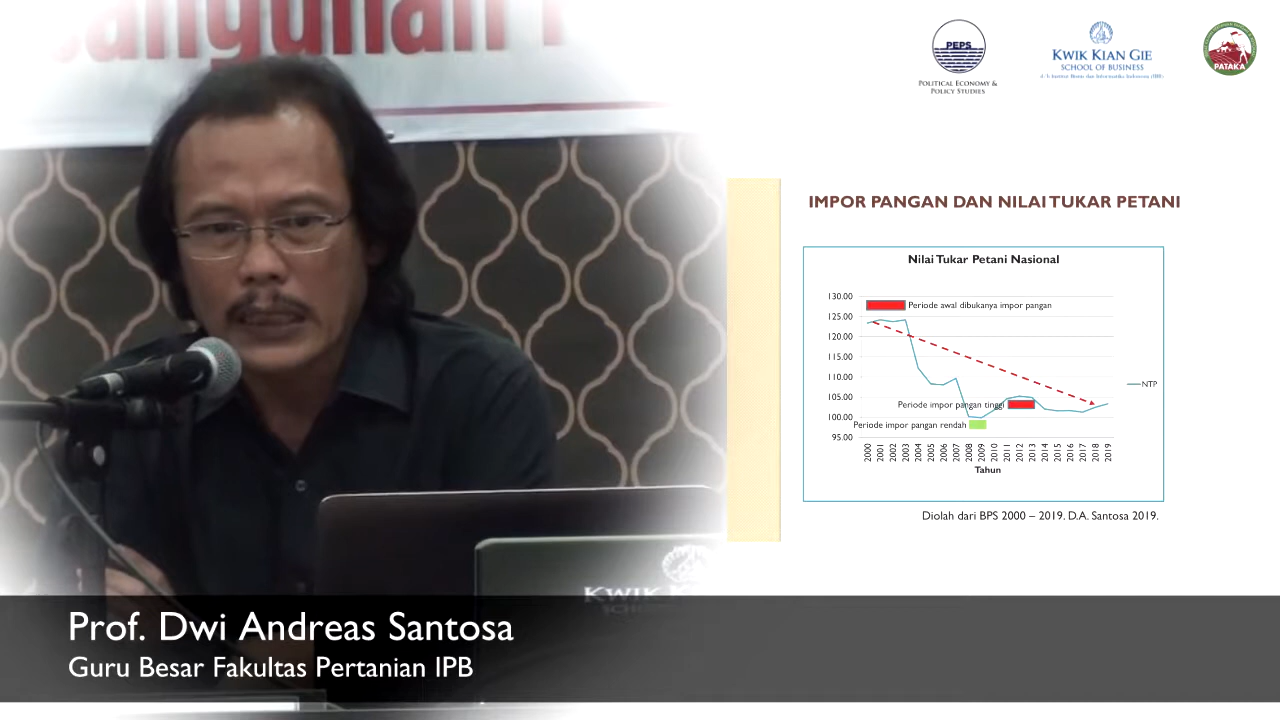 angunan
PEPS
POLITICAL ECONOMY &
POLICY STUDIES
KWIK KIAN GIE
SCHOOL OF BUSINESS
PATAKA
IMPOR PANGAN DAN NILAI TUKAR PETANI
Nilai Tukar Petani Nasional
130.00
125.00
120.00
115.00
110.00
105.00
100.00
95.00
Periode awal dibukanya impor pangan
Periode impor pangan tinggi
Periode impor pangan rendah
NTP
2000 2001 2002 2003 2004 2005 2006 2007 2008 2009 2010 2011 2012 2013 2014 2015 2016 2017 2018 2019
Tahun
Diolah dari BPS 2000 – 2019. D.A. Santosa 2019.
KWIK K
Prof. Dwi Andreas Santosa
Guru Besar Fakultas Pertanian IPB